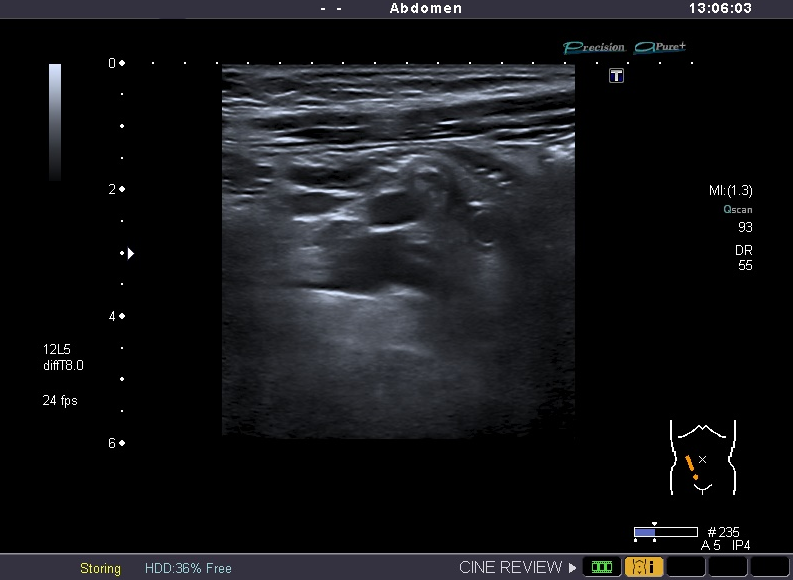 - - Abdomen 13:06:03
Precision APure+
T
0
2
4
6
MI:(1.3)
Qscan
93
DR
55
12L5
diffT8.0
24 fps
#235
A 5 IP4
Storing HDD:36% Free CINE REVIEW
i